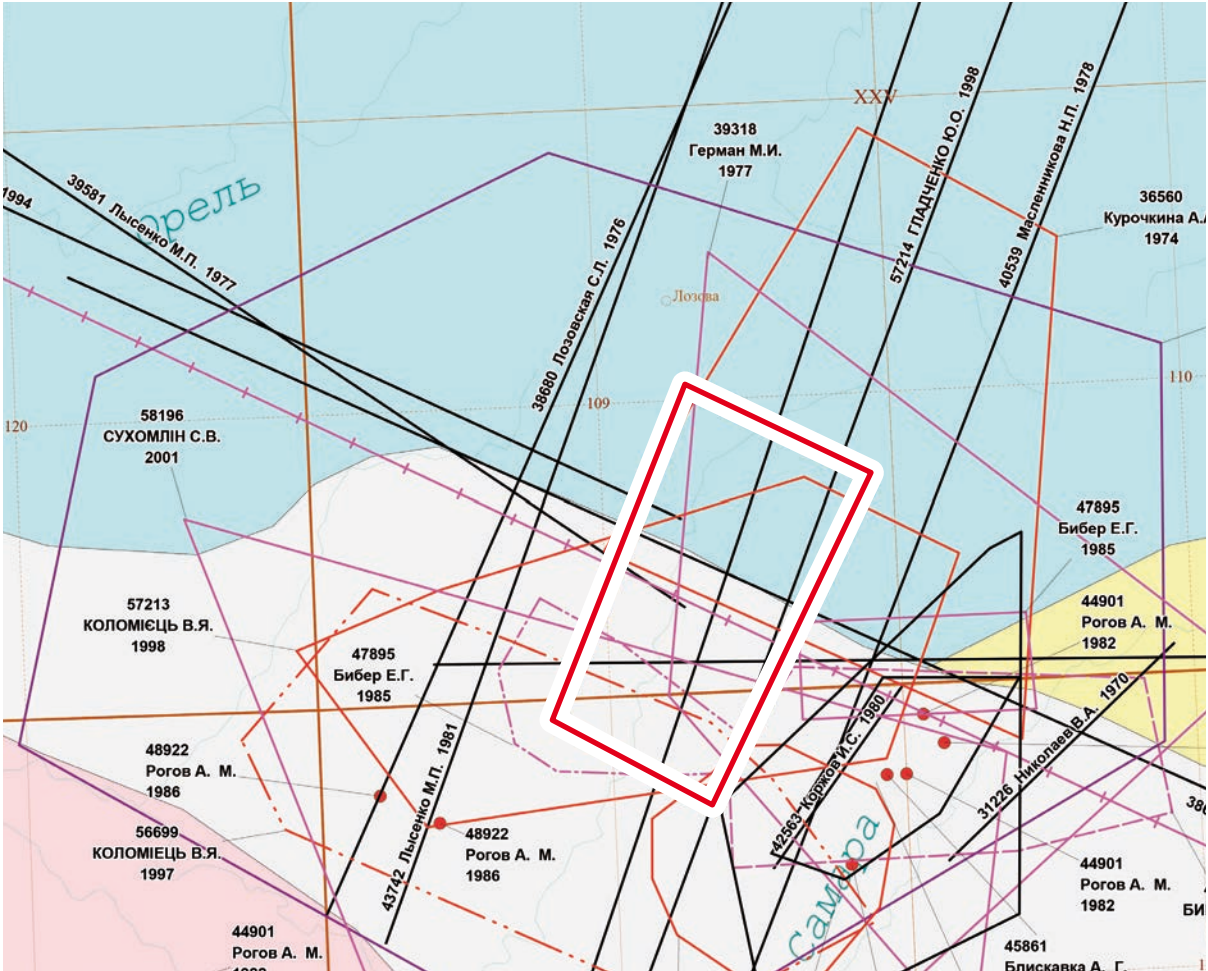 XXV
39318
Герман М.И.
1977
57214 ГЛАДЧЕНКО Ю.О. 1998
40539 Масленникова Н.П. 1978
36560
Курочкина А.
1974
1994
39581 Лысенко М.П. 1977
Орель
38680 Лозовская С.Л. 1976
Лозова
109
110
120
58196
СУХОМЛІН С.В.
2001
47895
Бибер Е.Г.
1985
57213
КОЛОМІЄЦЬ В.Я.
1998
44901
Рогов А. М.
1982
47895
Бибер Е.Г.
1985
48922
Рогов А. М.
1986
43742 Лысенко М.П. 1981
42563 Коржов И.С. 1980
31226 Николаев В.А. 1970
56699
КОЛОМІЕЦЬ В.Я.
1997
48922
Рогов А. М.
1986
Самара
44901
Рогов А. М.
1982
44901
Рогов А. М.
45861
Блискавка А. Г.